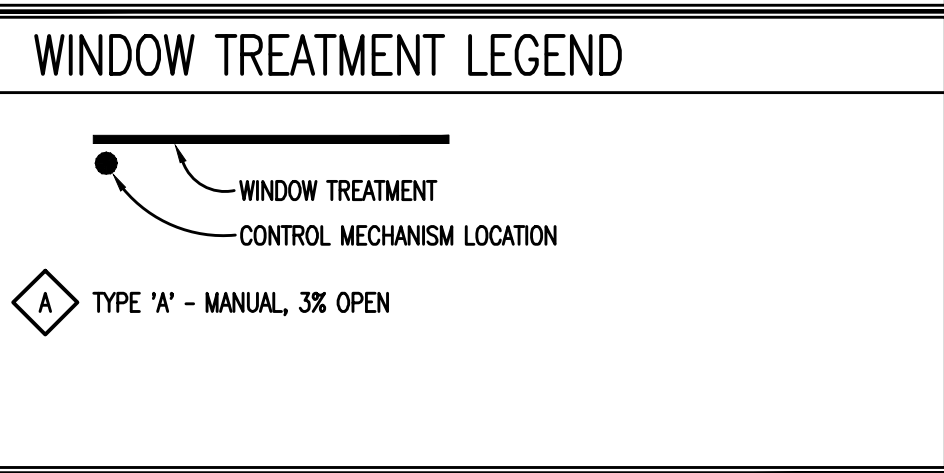 WINDOW TREATMENT LEGEND
WINDOW TREATMENT
CONTROL MECHANISM LOCATION
A TYPE 'A' - MANUAL, 3% OPEN